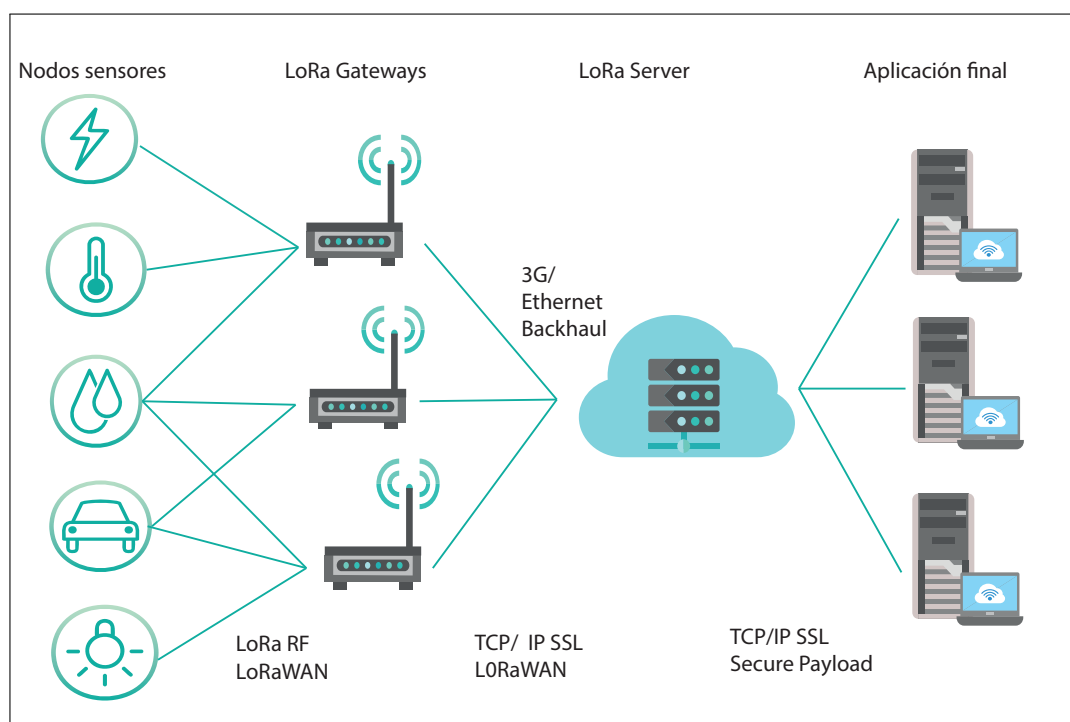 Nodos sensores
LoRa Gateways
LoRa Server
Aplicación final
3G/
Ethernet
Backhaul
LoRa RF
LoRaWAN
TCP/ IP SSL
L0RaWAN
TCP/IP SSL
Secure Payload